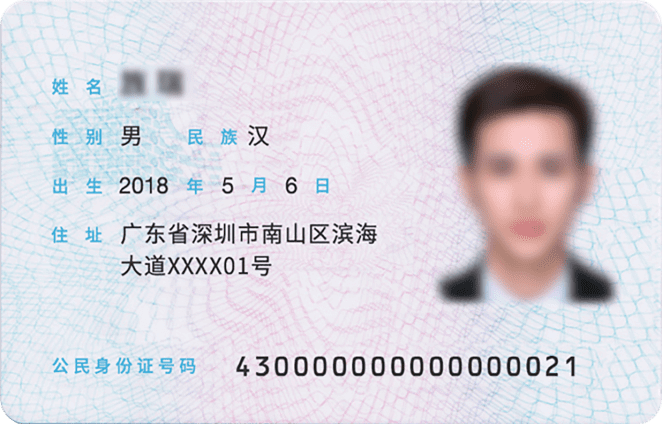 姓名
性别 男 民族 汉
出生 2018 年 5 月 6 日
住址 广东省深圳市南山区滨海
大道XXXX01号
公民身份证号码 430000000000000021